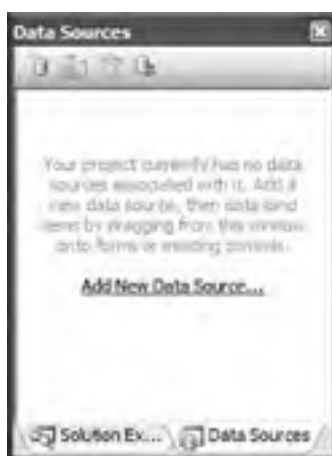 Data Sources
Your project currently has no data
sources associated with it. Add a
new data source, then data bind
items by dragging from this window
onto forms or existing controls.
Add New Data Source...
Solution Ex... Data Sources